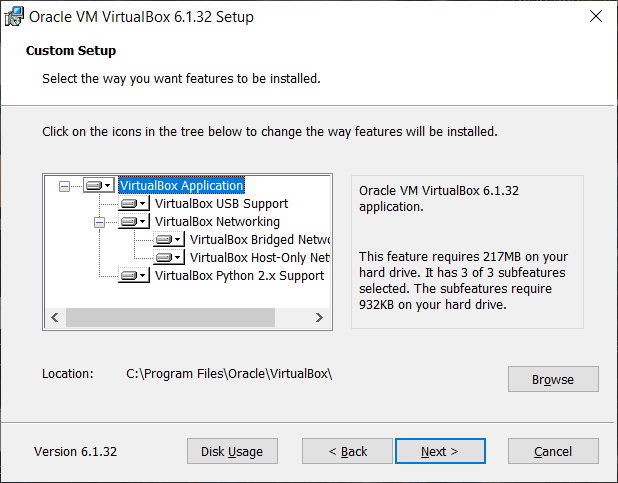 Oracle VM VirtualBox 6.1.32 Setup
Custom Setup
Select the way you want features to be installed.
Click on the icons in the tree below to change the way features will be installed.
VirtualBox Application
VirtualBox USB Support
VirtualBox Networking
VirtualBox Bridged Netwo
VirtualBox Host-Only Net
VirtualBox Python 2.x Support
Oracle VM VirtualBox 6.1.32
application.
This feature requires 217MB on your
hard drive. It has 3 of 3 subfeatures
selected. The subfeatures require
932KB on your hard drive.
Location: C:\Program Files\Oracle\VirtualBox\
Browse
Version 6.1.32
Disk Usage
< Back
Next >
Cancel